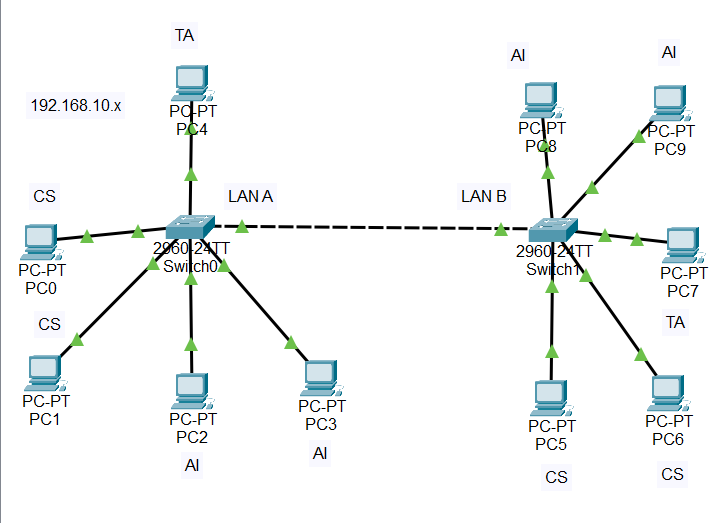 TA
AI
AI
192.168.10.x
PC-PT
PC4
PC-PT
PC8
PC-PT
PC9
CS
LAN A
LAN B
2960-24TT
Switch0
2960-24TT
Switch1
PC-PT
PC0
PC-PT
PC7
CS
TA
PC-PT
PC1
PC-PT
PC2
PC-PT
PC3
PC-PT
PC5
PC-PT
PC6
AI
AI
CS
CS